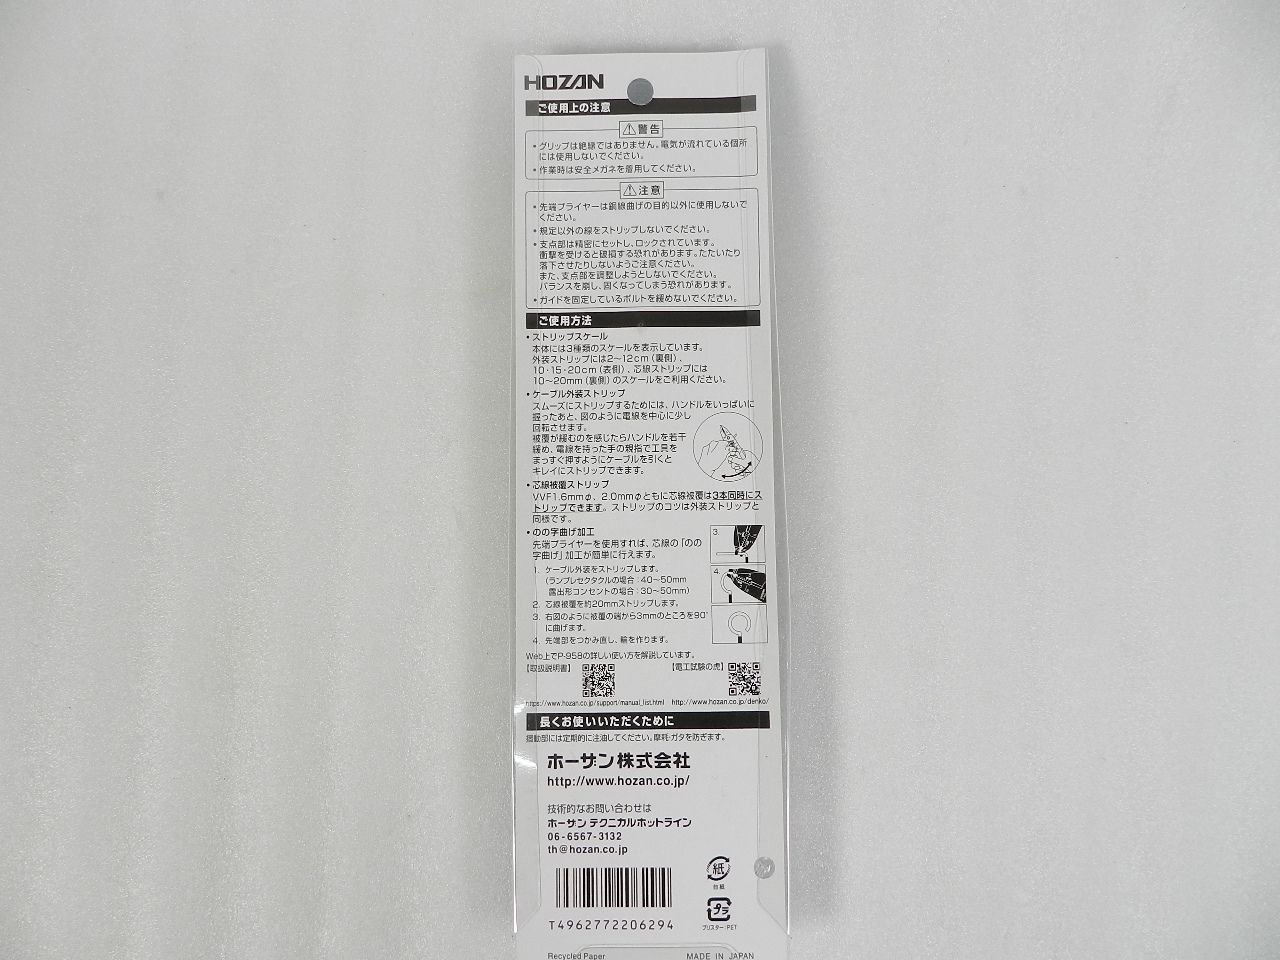 HOZAN
ご使用上の注意
警告
・グリップは絶縁ではありません。電気が流れている個所
には使用しないでください。
・作業時は安全メガネを着用してください。
注意
・先端プライヤーは銅線曲げの目的以外に使用しないで
ください。
・規定以外の線をストリップしないでください。
・支点部は精密にセットし、ロックされています。
衝撃を受けると破損する恐れがあります。たたいたり
落下させたりしないようご注意ください。
また、支点部を調整しようとしないでください。
バランスを崩し、固くなってしまう恐れがあります。
・ガイドを固定しているボルトを緩めないでください。
ご使用方法
・ストリップスケール
本体には3種類のスケールを表示しています。
外装ストリップには2～12cm(裏側)、
10・15・20cm(表側)、芯線ストリップには
10～20mm(裏側)のスケールをご利用ください。
・ケーブル外装ストリップ
スムーズにストリップするためには、ハンドルをいっぱいに
握ったあと、図のように電線を中心に少し
回転させます。
被覆が緩むのを感じたらハンドルを若干
緩め、電線を持った手の親指で工具を
まっすぐ押すようにケーブルを引くと
キレイにストリップできます。
・芯線被覆ストリップ
VVF1.6mmφ、2.0mmφともに芯線被覆は3本同時にス
トリップできます。ストリップのコツは外装ストリップと
同様です。
・のの字曲げ加工
先端プライヤーを使用すれば、芯線の「のの
字曲げ」加工が簡単に行えます。
1. ケーブル外装をストリップします。
(ランプレセクタクルの場合:40～50mm
露出形コンセントの場合:30～50mm)
2. 芯線被覆を約20mmストリップします。
3. 右図のように被覆の端から3mmのところを90°
に曲げます。
4. 先端部をつかみ直し、輪を作ります。
3.
4.
Web上でP-958の詳しい使い方を解説しています。
【取扱説明書】 【電工試験の虎】
https://www.hozan.co.jp/support/manual_list.html http://www.hozan.co.jp/denko/
長くお使いいただくために
摺動部には定期的に注油してください。摩耗・ガタを防ぎます。
ホーザン株式会社
http://www.hozan.co.jp/
技術的なお問い合わせは
ホーザン テクニカルホットライン
06-6567-3132
th@hozan.co.jp
紙
台紙
プラ
ブリスター:PET
T4962772206294
Recycled Paper MADE IN JAPAN